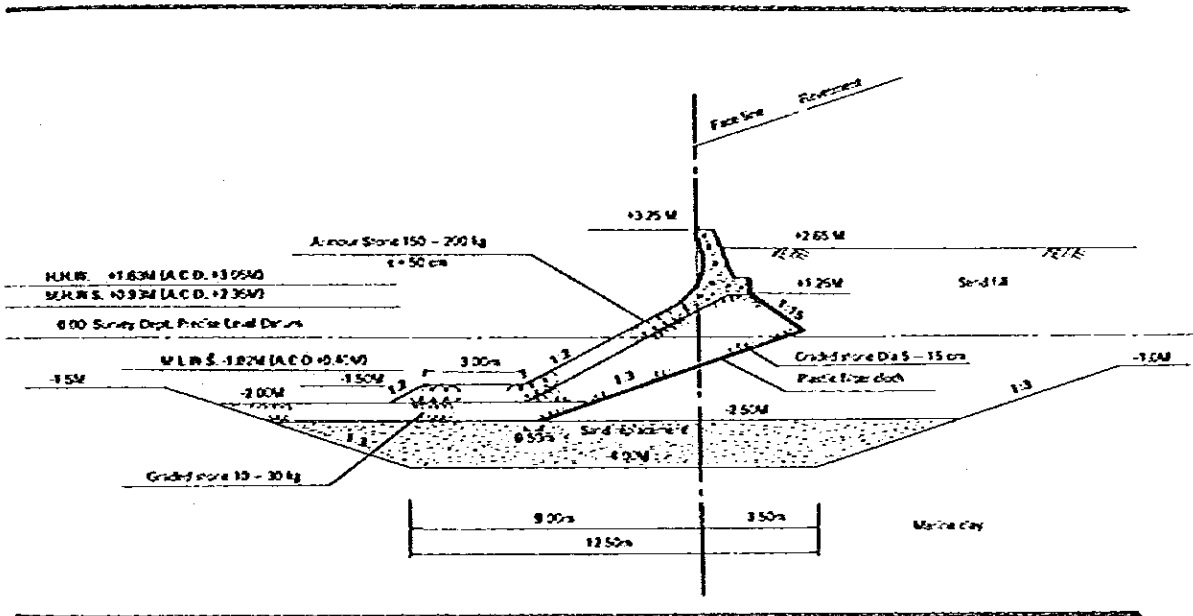 Face line Revetment
+3.25 M
+2.65 M
Armour Stone 150 – 200 kg
t = 50 cm
H.H.W. +1.63M (A.C.D. +3.05M)
M.H.W.S. +0.93M (A.C.D. +2.35M)
+1.25M
Sand fill
1:1.5
0.00 Survey Dept. Precise Level Datum
M.L.W.S. -1.02M (A.C.D. +0.40M)
3.00m
1:2
Graded stone Dia 5 – 15 cm
-1.0M
-1.5M
-1.50M
1:2
1:3
Plastic filter cloth
1:3
-2.00M
-2.50M
0.50m
Sand replacement
-4.00M
Graded stone 10 – 30 kg
9.00m
3.50m
Marine clay
12.50m